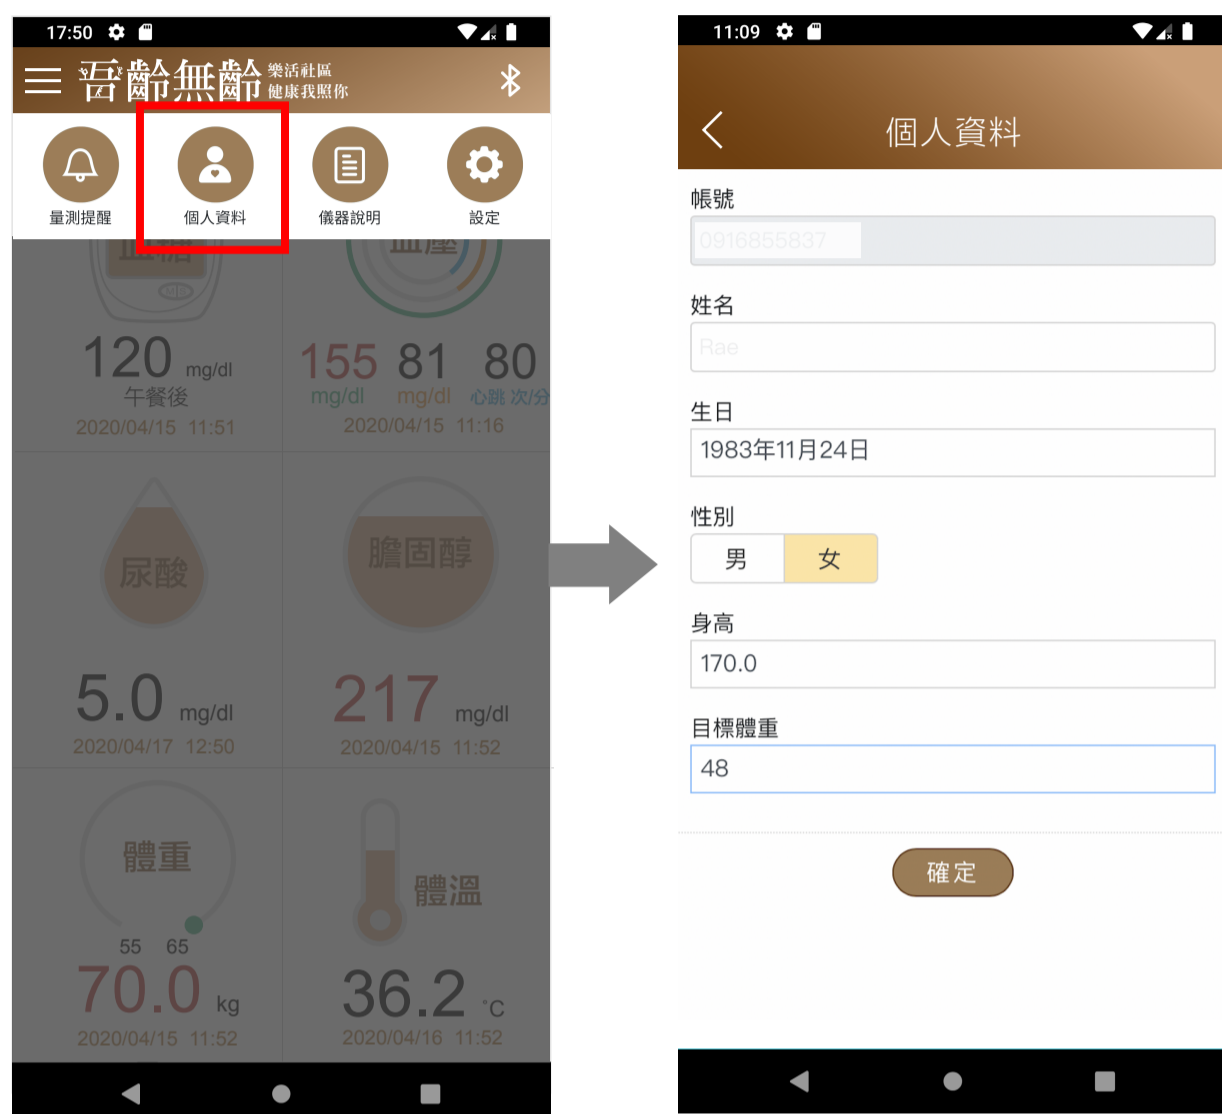 17:50
吾齡無齡 樂活社區
健康我照你
量測提醒 個人資料 儀器說明 設定
血糖 血壓
120 mg/dl
午餐後
2020/04/15 11:51
155 81 80
mg/dl mg/dl 心跳 次/分
2020/04/15 11:16
尿酸
5.0 mg/dl
2020/04/17 12:50
膽固醇
217 mg/dl
2020/04/15 11:52
體重
55 65
70.0 kg
2020/04/15 11:52
體溫
36.2 °C
2020/04/16 11:52
11:09
個人資料
帳號
0916855837
姓名
Rae
生日
1983年11月24日
性別
男 女
身高
170.0
目標體重
48
確定